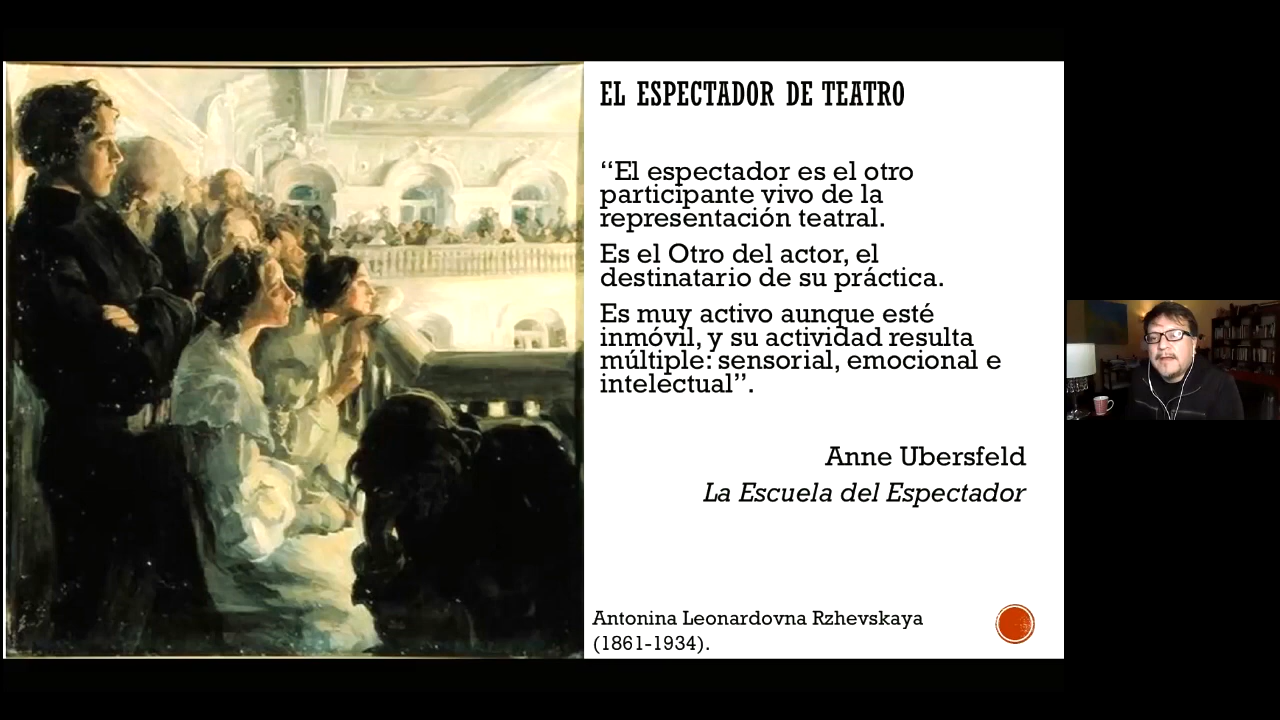 EL ESPECTADOR DE TEATRO
“El espectador es el otro
participante vivo de la
representación teatral.
Es el Otro del actor, el
destinatario de su práctica.
Es muy activo aunque esté
inmóvil, y su actividad resulta
múltiple: sensorial, emocional e
intelectual”.
Anne Ubersfeld
La Escuela del Espectador
Antonina Leonardovna Rzhevskaya
(1861-1934).